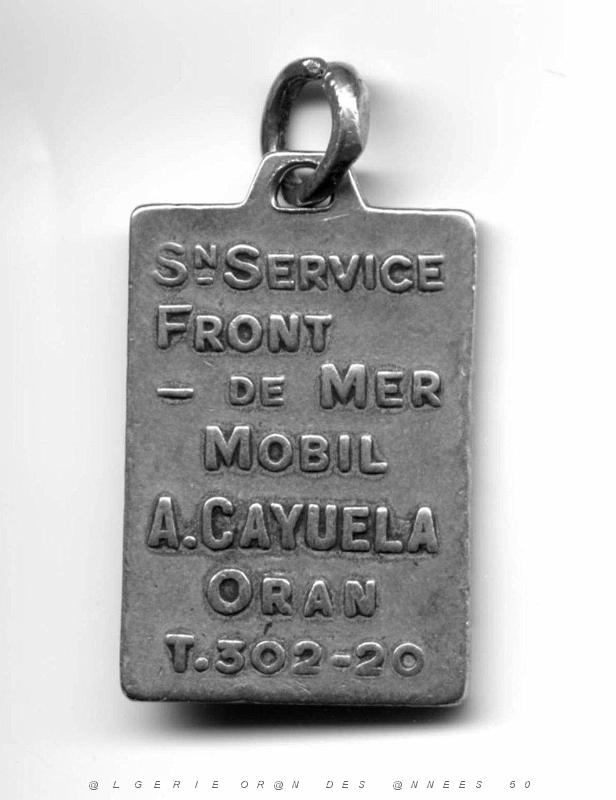 SN SERVICE
FRONT
- DE MER
MOBIL
A. CAYUELA
ORAN
T. 302-20
@LGERIE OR@N DES @NNEES 50